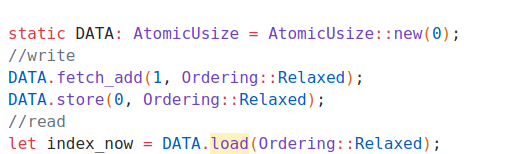 static DATA: AtomicUsize = AtomicUsize::new(0);
//write
DATA.fetch_add(1, Ordering::Relaxed);
DATA.store(0, Ordering::Relaxed);
//read
let index_now = DATA.load(Ordering::Relaxed);